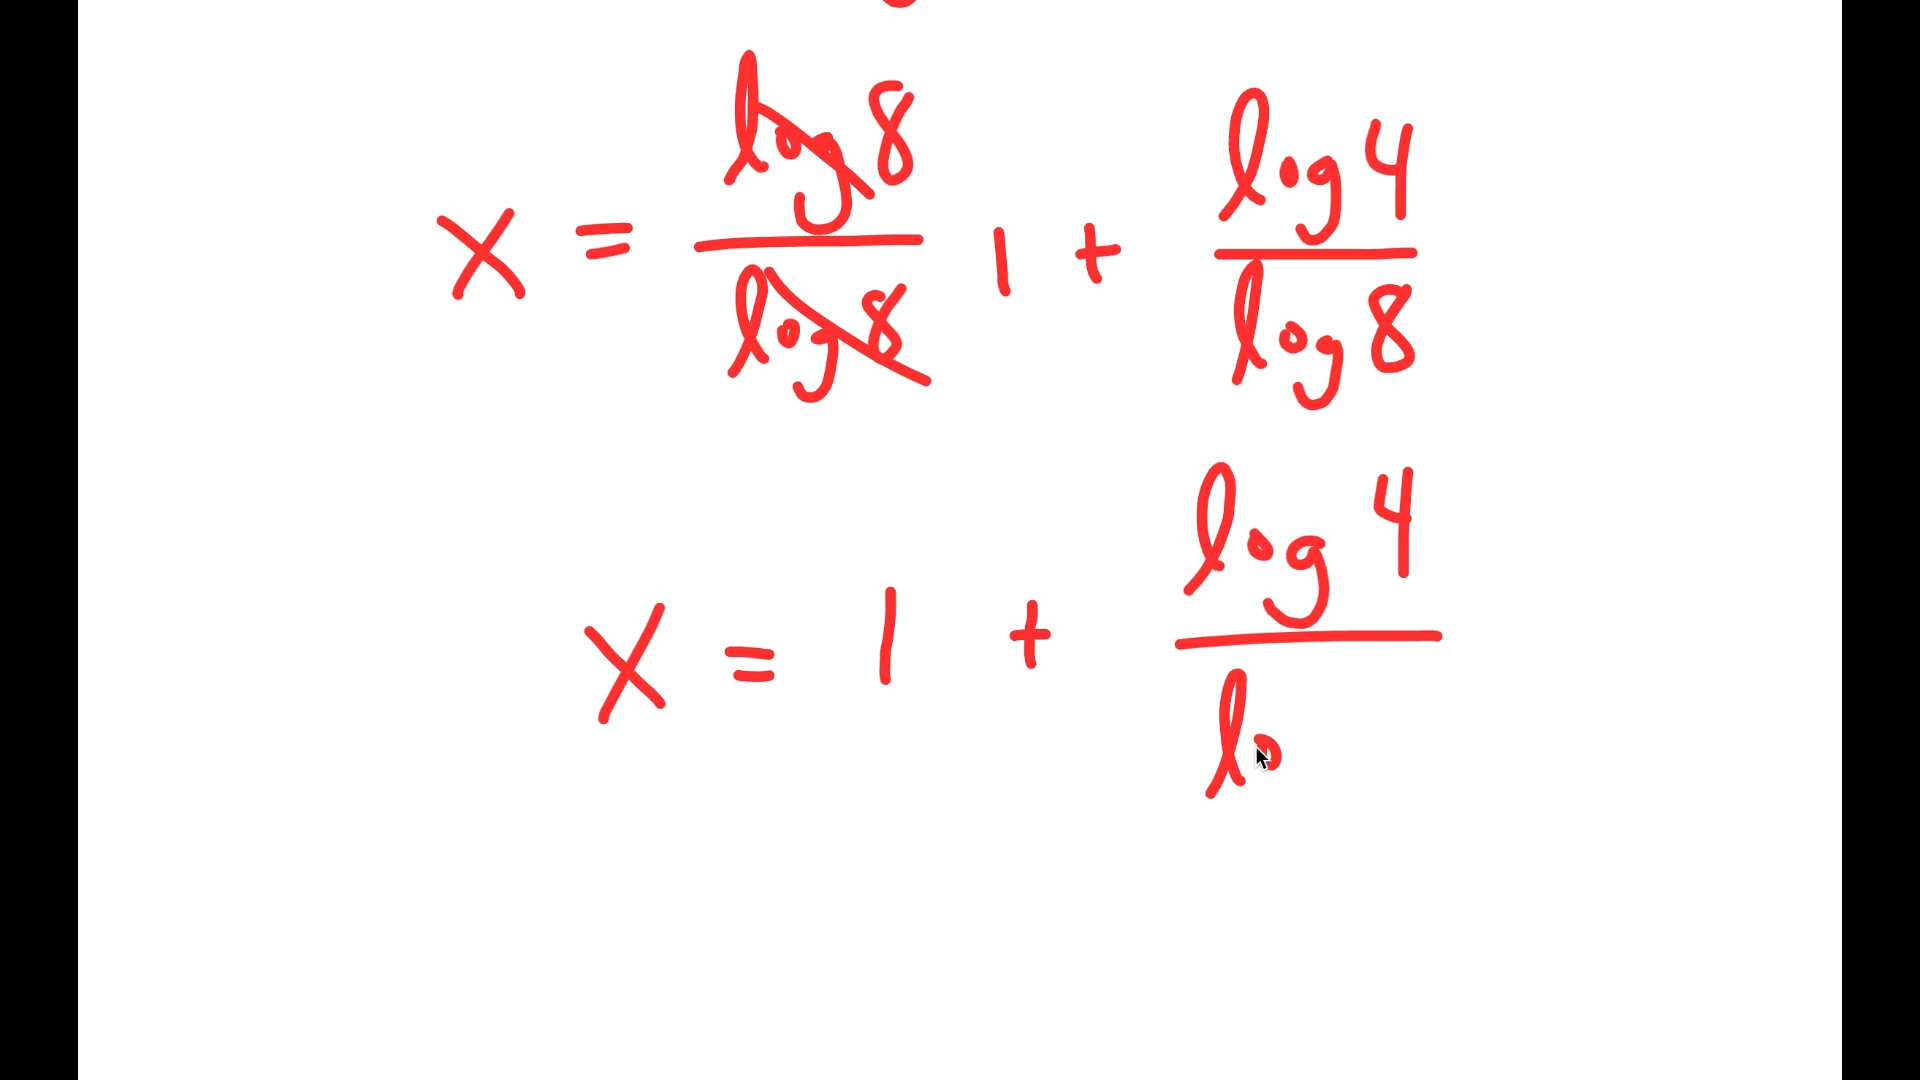 x = log 8 / log 8 1 + log 4 / log 8
x = 1 + log 4 / lo